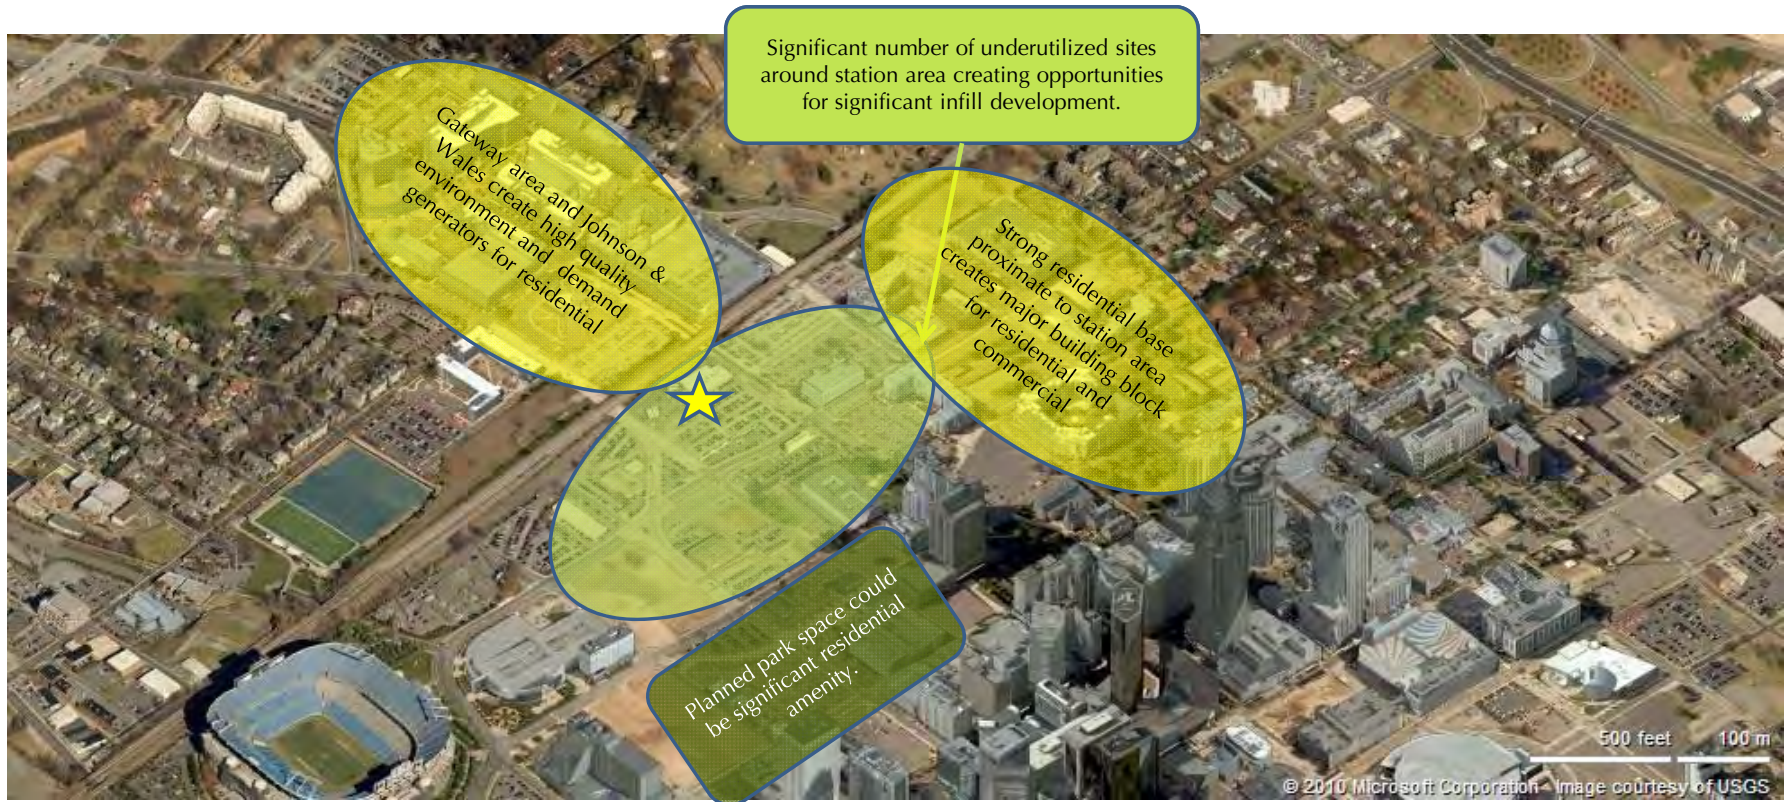 Significant number of underutilized sites
around station area creating opportunities
for significant infill development.
Gateway area and Johnson &
Wales create high quality
environment and demand
generators for residential
Strong residential base
proximate to station area
creates major building block
for residential and
commercial
Planned park space could
be significant residential
amenity.
500 feet
100 m
© 2010 Microsoft Corporation - Image courtesy of USGS